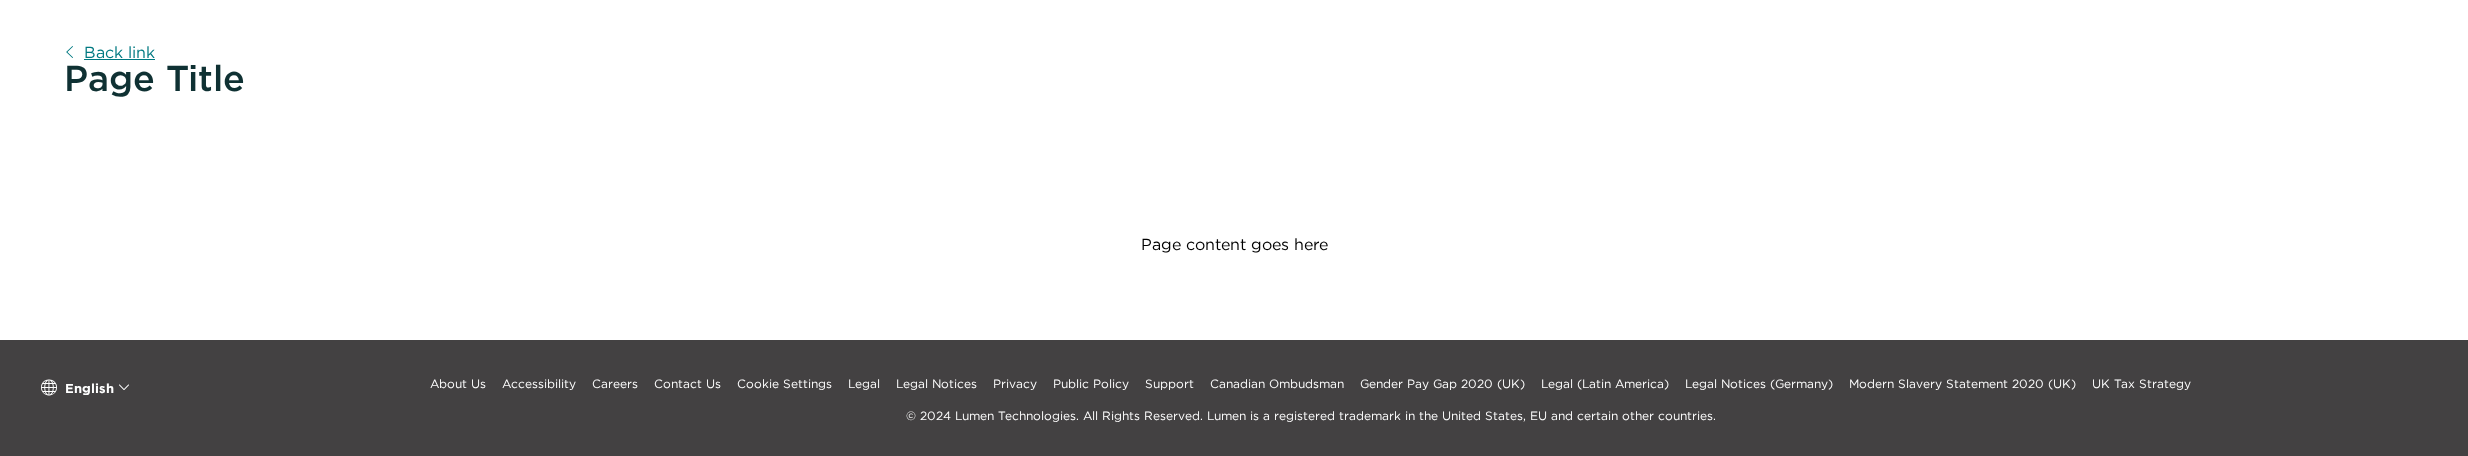 Back link
Page Title
Page content goes here
English
About Us Accessibility Careers Contact Us Cookie Settings Legal Legal Notices Privacy Public Policy Support Canadian Ombudsman Gender Pay Gap 2020 (UK) Legal (Latin America) Legal Notices (Germany) Modern Slavery Statement 2020 (UK) UK Tax Strategy
© 2024 Lumen Technologies. All Rights Reserved. Lumen is a registered trademark in the United States, EU and certain other countries.